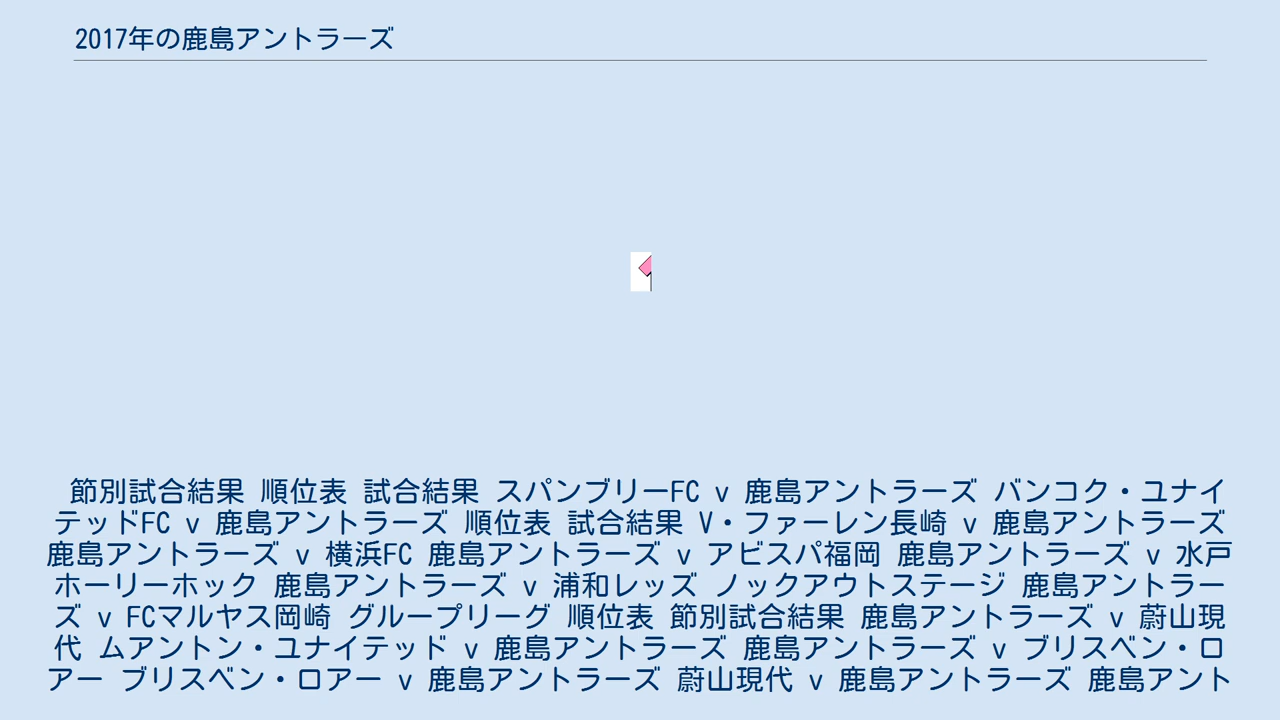 2017年の鹿島アントラーズ
節別試合結果 順位表 試合結果 スパンブリーFC v 鹿島アントラーズ バンコク・ユナイ
テッドFC v 鹿島アントラーズ 順位表 試合結果 V・ファーレン長崎 v 鹿島アントラーズ
鹿島アントラーズ v 横浜FC 鹿島アントラーズ v アビスパ福岡 鹿島アントラーズ v 水戸
ホーリーホック 鹿島アントラーズ v 浦和レッズ ノックアウトステージ 鹿島アントラー
ズ v FCマルヤス岡崎 グループリーグ 順位表 節別試合結果 鹿島アントラーズ v 蔚山現
代 ムアントン・ユナイテッド v 鹿島アントラーズ 鹿島アントラーズ v ブリスベン・ロ
アー ブリスベン・ロアー v 鹿島アントラーズ 蔚山現代 v 鹿島アントラーズ 鹿島アント